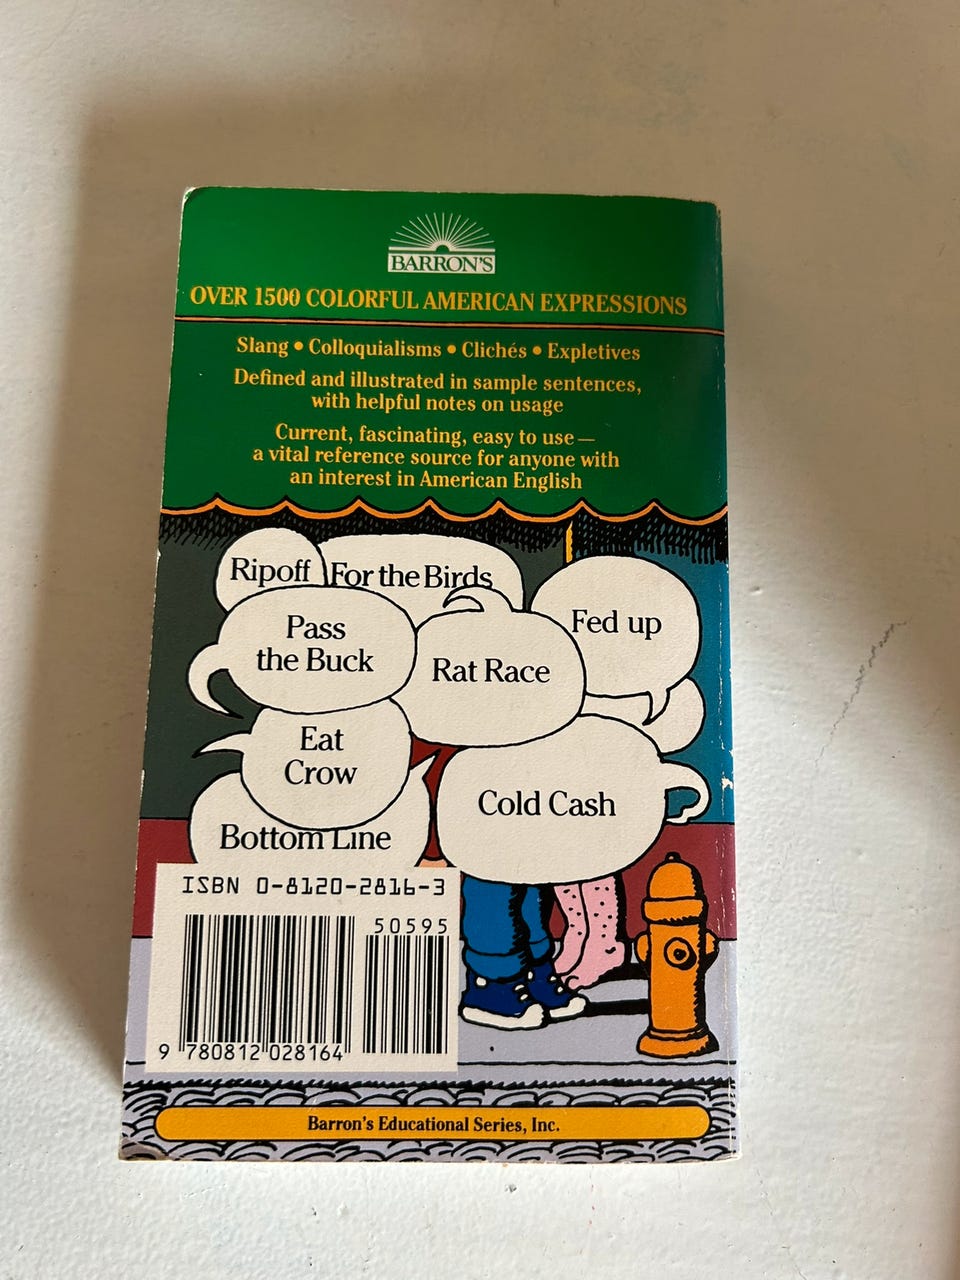 BARRON'S
OVER 1500 COLORFUL AMERICAN EXPRESSIONS
Slang • Colloquialisms • Clichés • Expletives
Defined and illustrated in sample sentences,
with helpful notes on usage
Current, fascinating, easy to use —
a vital reference source for anyone with
an interest in American English
Ripoff
For the Birds
Fed up
Pass
the Buck
Rat Race
Eat
Crow
Cold Cash
Bottom Line
ISBN 0-8120-2816-3
50595
9 780812 028164
Barron's Educational Series, Inc.